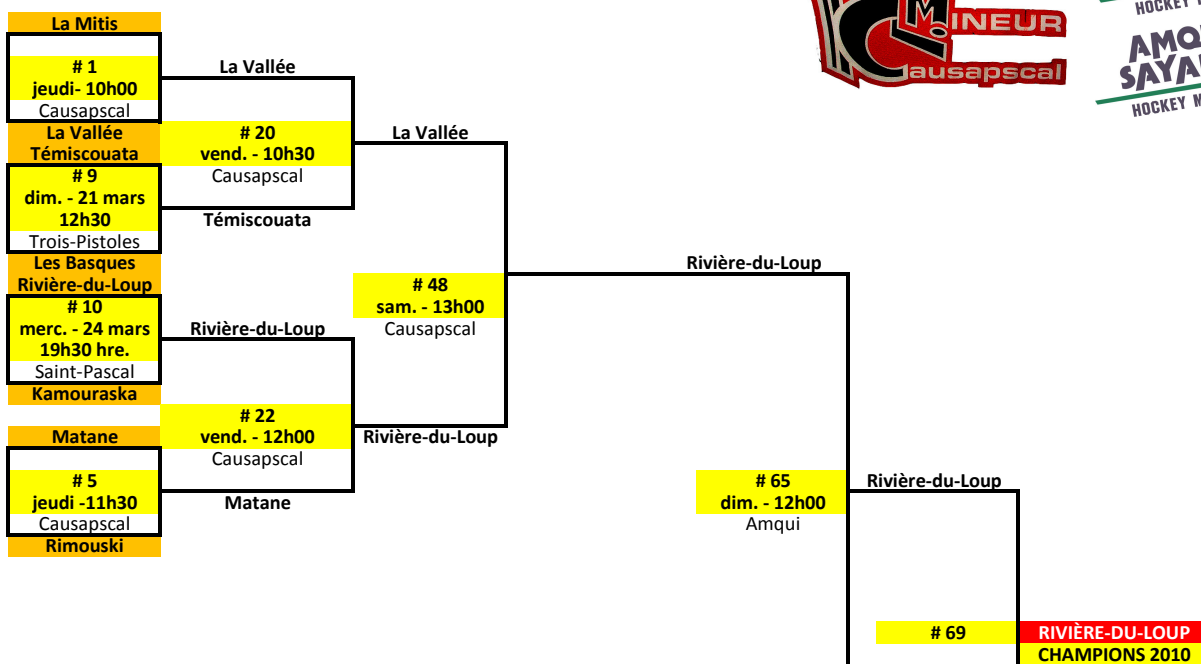 La Mitis
# 1
jeudi- 10h00
Causapscal
La Vallée
Témiscouata
# 9
dim. - 21 mars
12h30
Trois-Pistoles
Les Basques
Rivière-du-Loup
# 10
merc. - 24 mars
19h30 hre.
Saint-Pascal
Kamouraska
Matane
# 5
jeudi -11h30
Causapscal
Rimouski
La Vallée
# 20
vend. - 10h30
Causapscal
Témiscouata
Rivière-du-Loup
# 22
vend. - 12h00
Causapscal
Matane
La Vallée
# 48
sam. - 13h00
Causapscal
Rivière-du-Loup
Rivière-du-Loup
# 65
dim. - 12h00
Amqui
Rivière-du-Loup
# 69
RIVIÈRE-DU-LOUP
CHAMPIONS 2010
MINEUR
Causapscal
HOCKEY
AMQ
SAYA
HOCKEY M